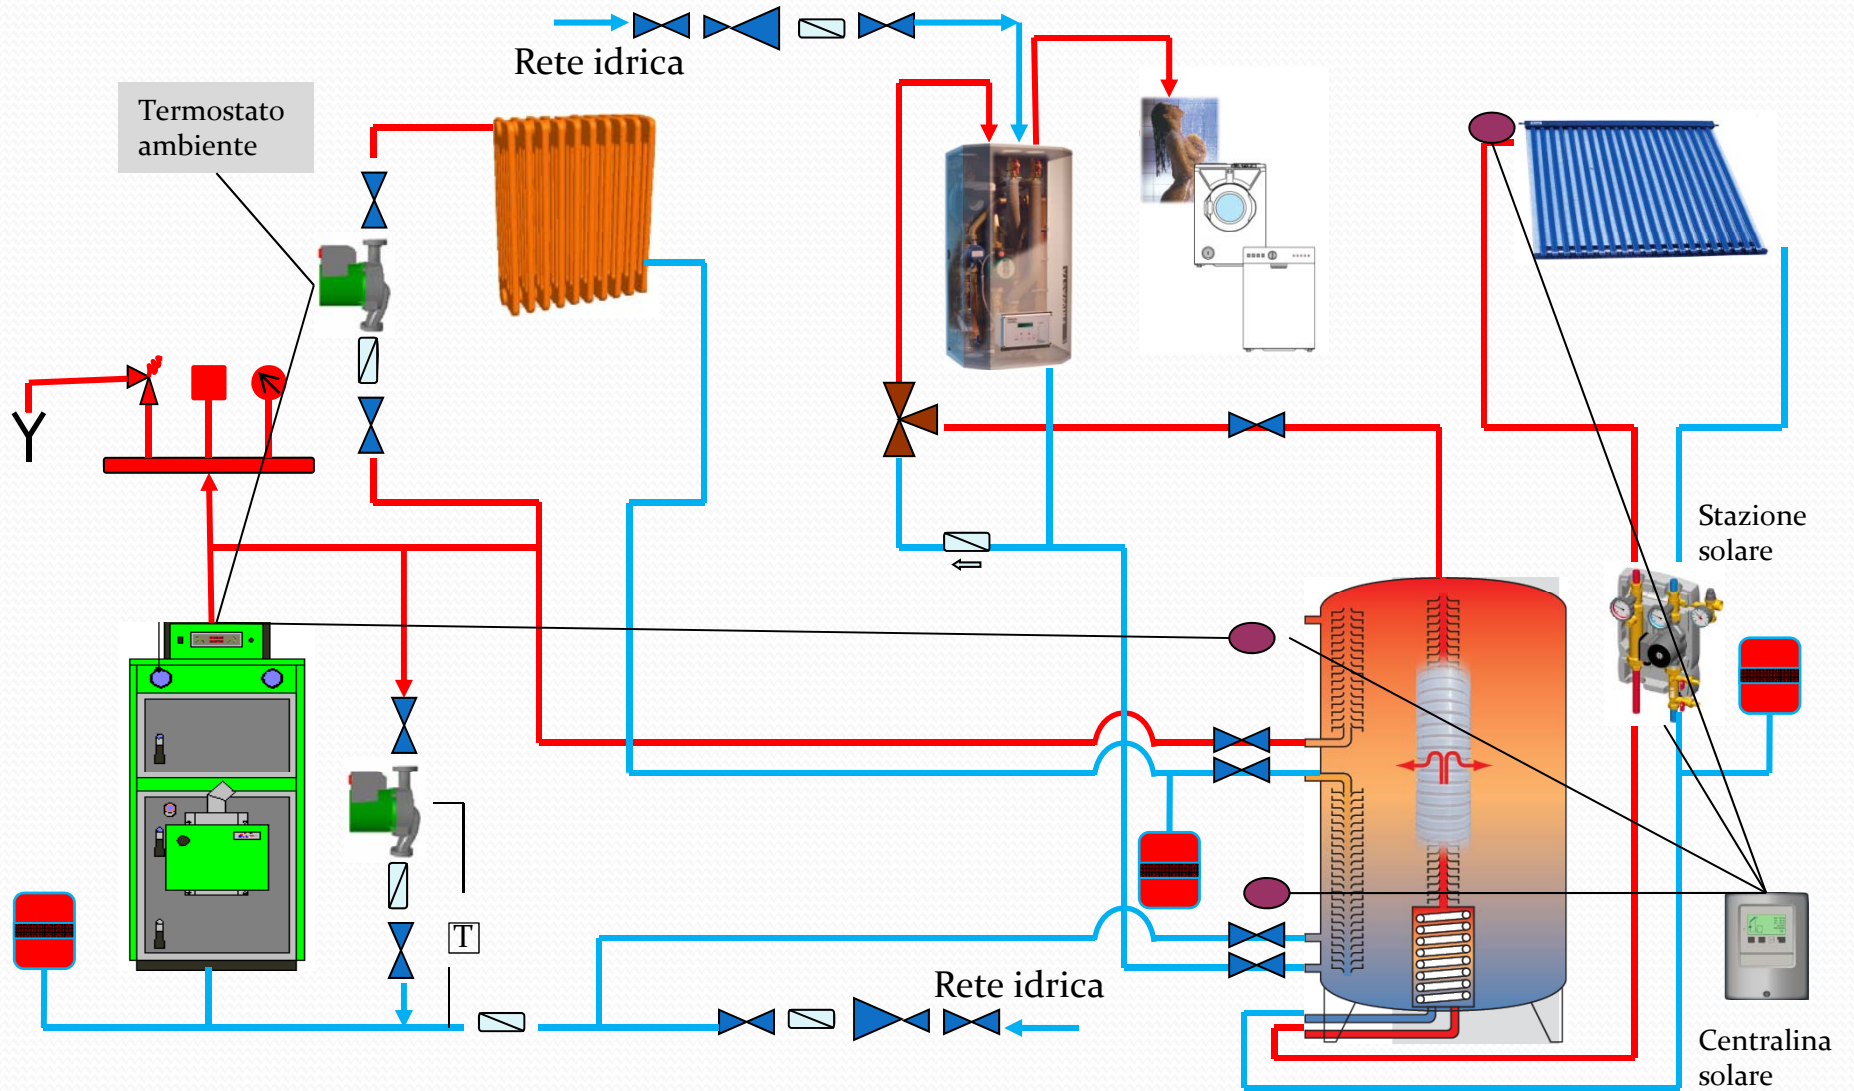 Rete idrica
Termostato
ambiente
Stazione
solare
T
Rete idrica
Centralina
solare